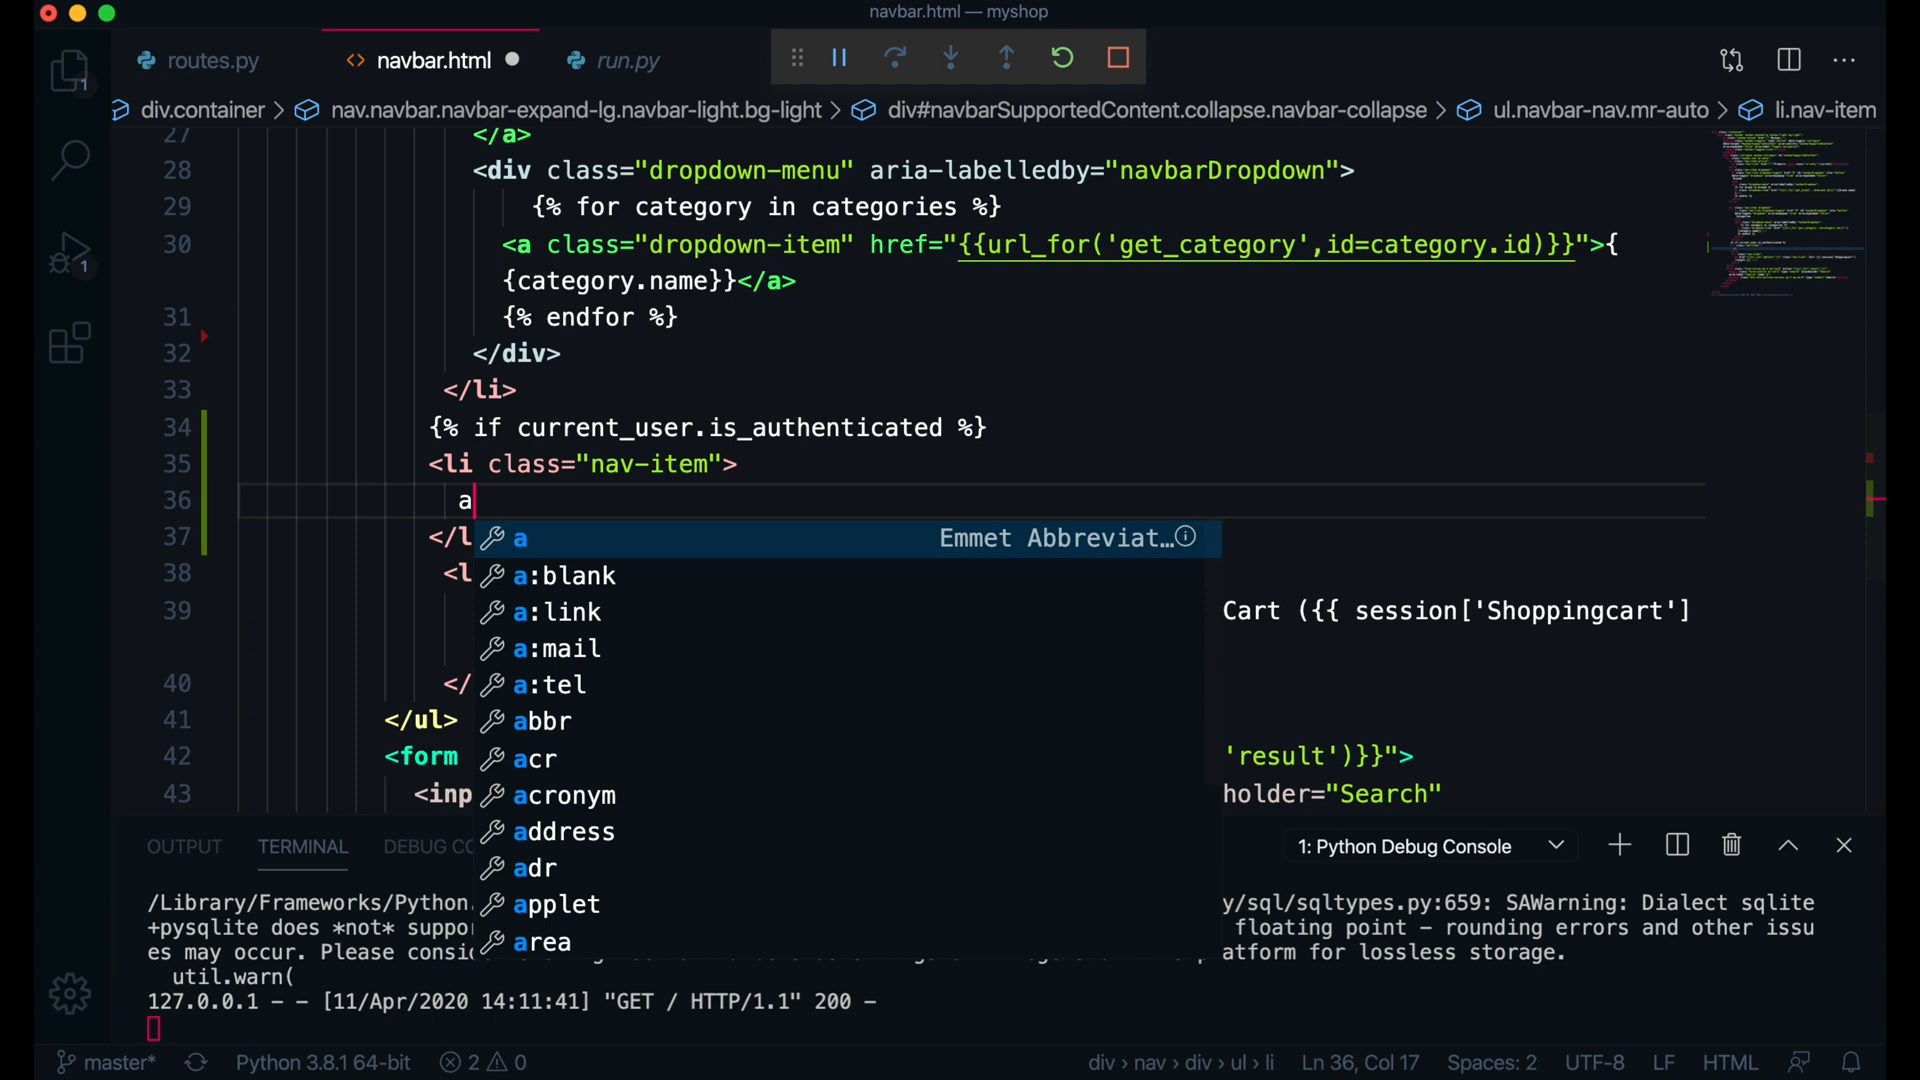 navbar.html — myshop
routes.py
navbar.html
run.py
div.container
nav.navbar.navbar-expand-lg.navbar-light.bg-light
div#navbarSupportedContent.collapse.navbar-collapse
ul.navbar-nav.mr-auto
li.nav-item
1
1
27 </a>
28 <div class="dropdown-menu" aria-labelledby="navbarDropdown">
29 {% for category in categories %}
30 <a class="dropdown-item" href="{{url_for('get_category',id=category.id)}}">{
{category.name}}</a>
31 {% endfor %}
32 </div>
33 </li>
34 {% if current_user.is_authenticated %}
35 <li class="nav-item">
36 a
37 </l
38 <l
39 Cart ({{ session['Shoppingcart']
40 </
41 </ul>
42 <form 'result')}}">
43 <inp holder="Search"
a Emmet Abbreviat…
a:blank
a:link
a:mail
a:tel
abbr
acr
acronym
address
adr
applet
area
OUTPUT
TERMINAL
DEBUG CO
1: Python Debug Console
/Library/Frameworks/Python. y/sql/sqltypes.py:659: SAWarning: Dialect sqlite
+pysqlite does *not* suppo floating point – rounding errors and other issu
es may occur. Please consi atform for lossless storage.
util.warn(
127.0.0.1 - - [11/Apr/2020 14:11:41] "GET / HTTP/1.1" 200 -
master*
Python 3.8.1 64-bit
2
0
div › nav › div › ul › li
Ln 36, Col 17
Spaces: 2
UTF-8
LF
HTML